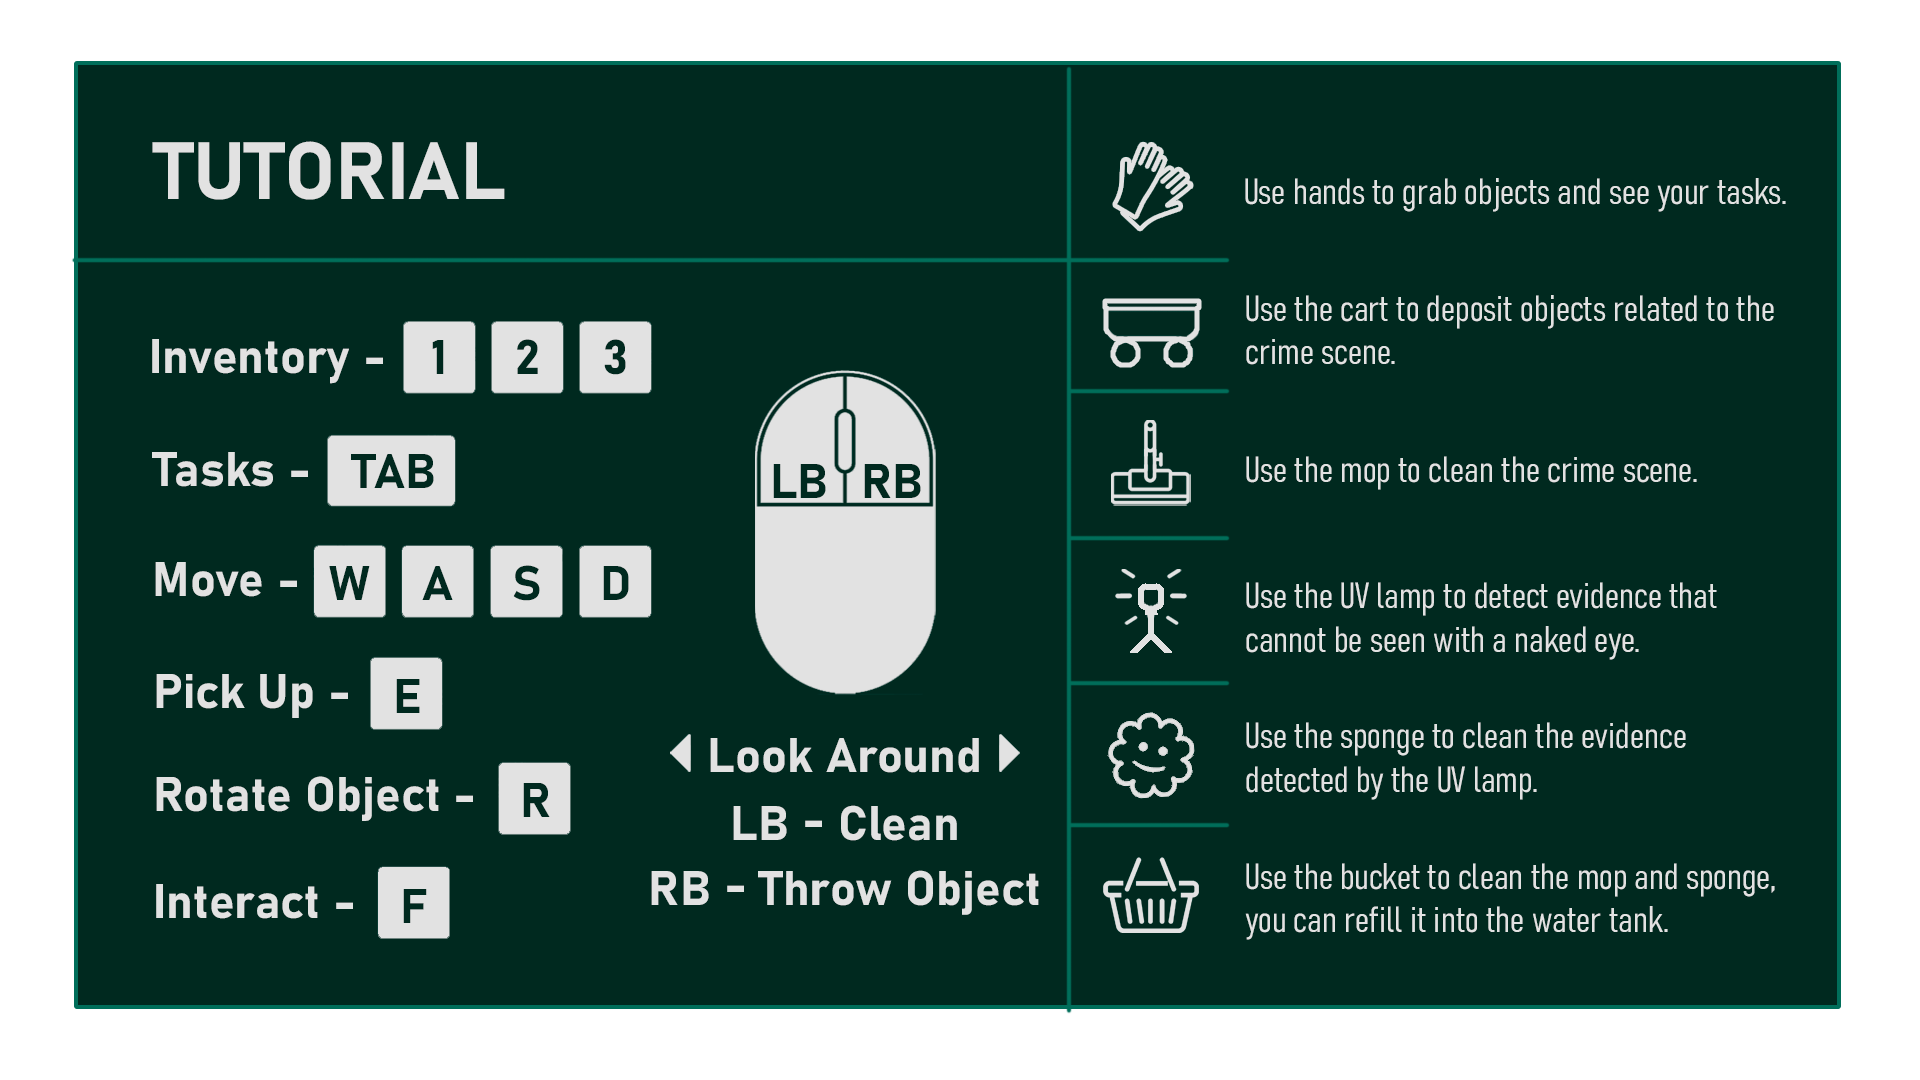 TUTORIAL
Inventory - 1 2 3
Tasks - TAB
Move - W A S D
Pick Up - E
Rotate Object - R
Interact - F
LB RB
Look Around
LB - Clean
RB - Throw Object
Use hands to grab objects and see your tasks.
Use the cart to deposit objects related to the
crime scene.
Use the mop to clean the crime scene.
Use the UV lamp to detect evidence that
cannot be seen with a naked eye.
Use the sponge to clean the evidence
detected by the UV lamp.
Use the bucket to clean the mop and sponge,
you can refill it into the water tank.